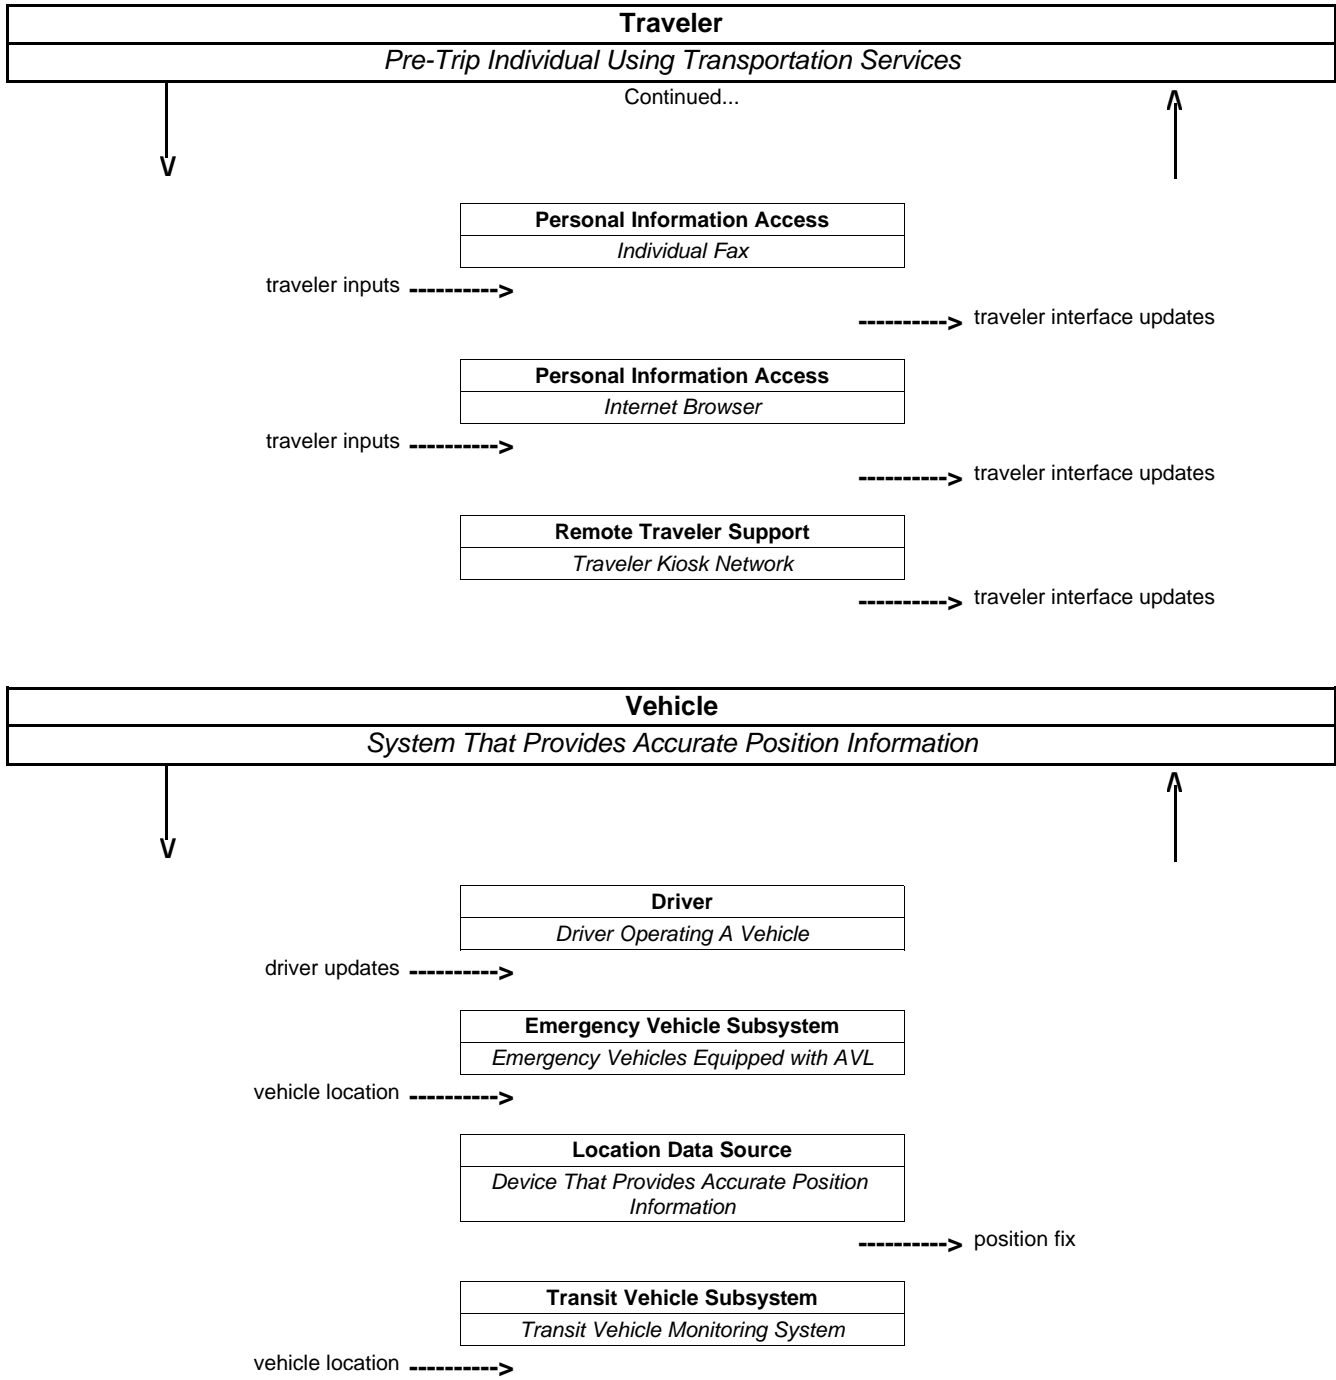 Traveler
Pre-Trip Individual Using Transportation Services
Continued...
Personal Information Access
Individual Fax
traveler inputs ---------->
----------> traveler interface updates
Personal Information Access
Internet Browser
traveler inputs ---------->
----------> traveler interface updates
Remote Traveler Support
Traveler Kiosk Network
----------> traveler interface updates
Vehicle
System That Provides Accurate Position Information
Driver
Driver Operating A Vehicle
driver updates ---------->
Emergency Vehicle Subsystem
Emergency Vehicles Equipped with AVL
vehicle location ---------->
Location Data Source
Device That Provides Accurate Position
Information
----------> position fix
Transit Vehicle Subsystem
Transit Vehicle Monitoring System
vehicle location ---------->